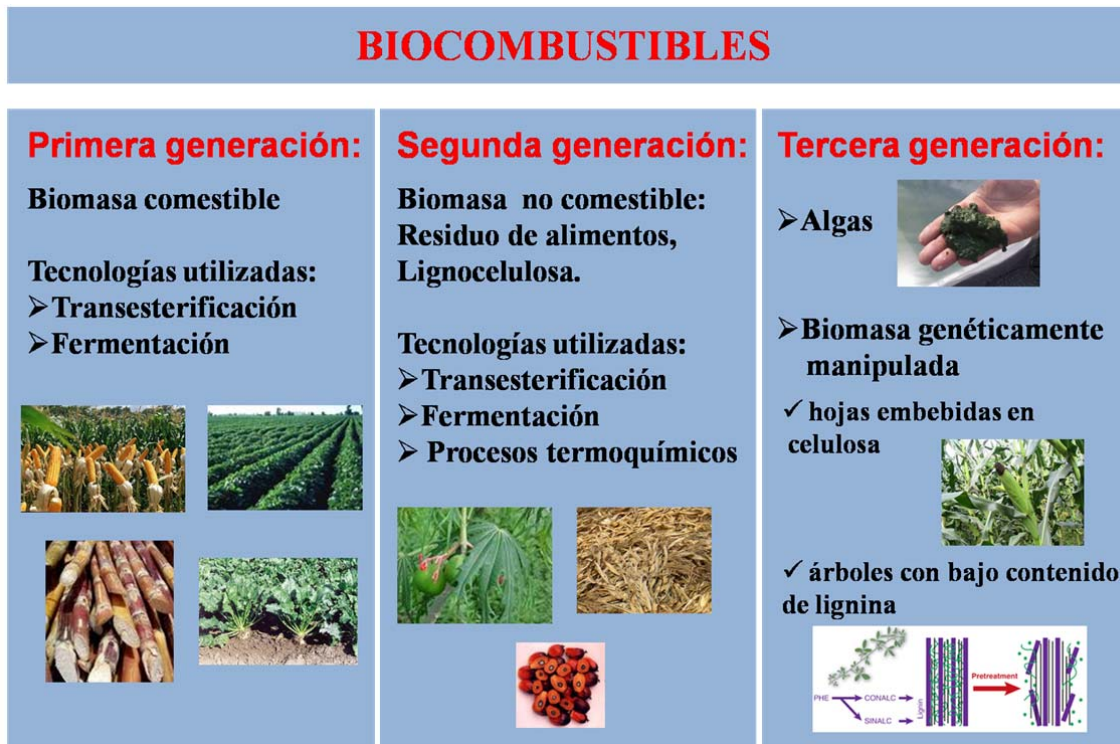 BIOCOMBUSTIBLES
Primera generación:
Biomasa comestible
Tecnologías utilizadas:
➢Transesterificación
➢Fermentación
Segunda generación:
Biomasa no comestible:
Residuo de alimentos,
Lignocelulosa.
Tecnologías utilizadas:
➢Transesterificación
➢Fermentación
➢ Procesos termoquímicos
Tercera generación:
➢Algas
➢Biomasa genéticamente
manipulada
✓ hojas embebidas en
celulosa
✓ árboles con bajo contenido
de lignina
PHE
CONALC
SINALC
Lignin
Pretreatment